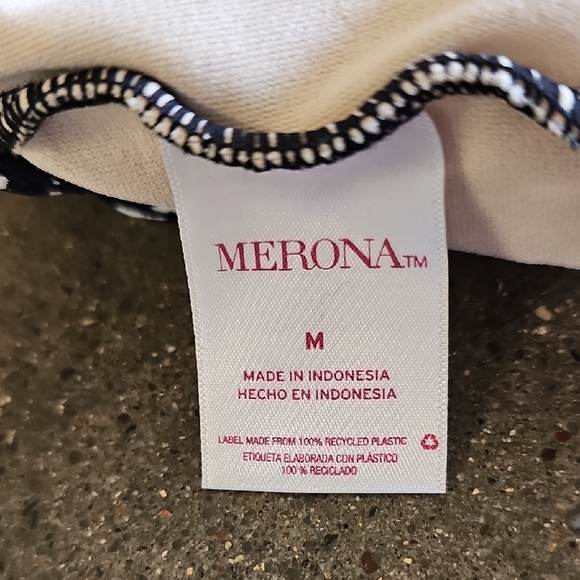 MERONA™
M
MADE IN INDONESIA
HECHO EN INDONESIA
LABEL MADE FROM 100% RECYCLED PLASTIC
ETIQUETA ELABORADA CON PLÁSTICO
100 % RECICLADO